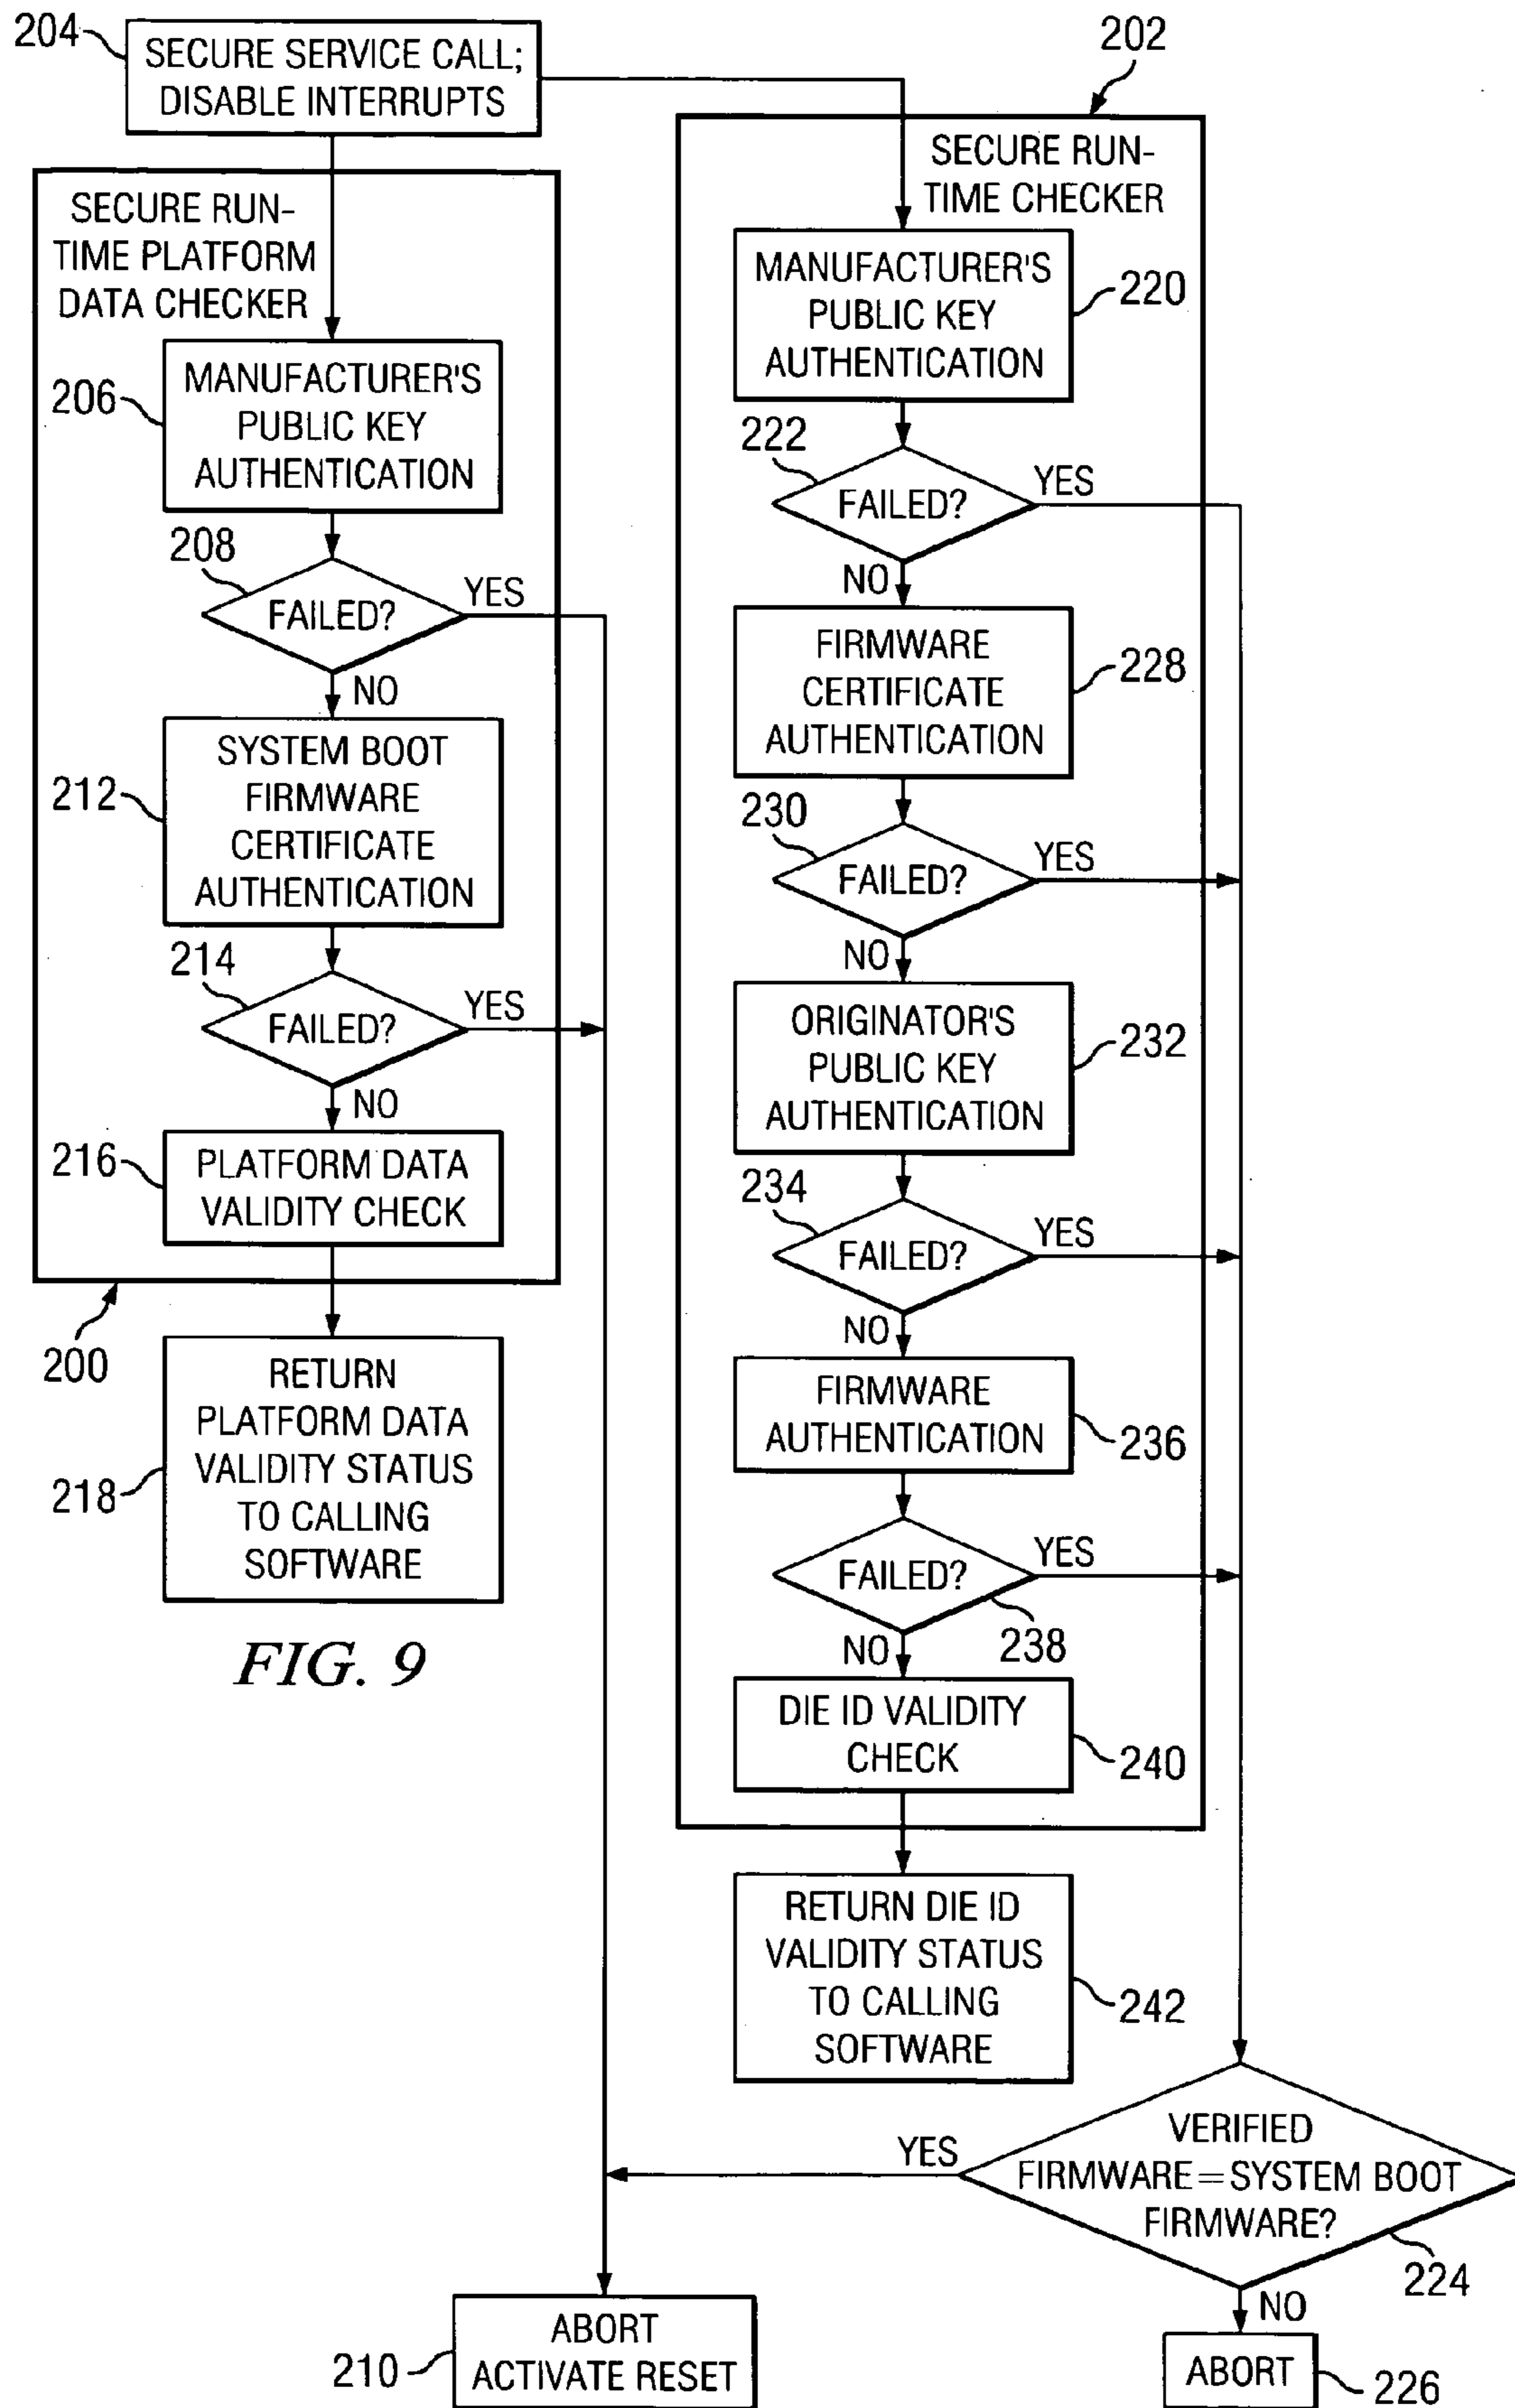 204
SECURE SERVICE CALL;
DISABLE INTERRUPTS
SECURE RUN-
TIME PLATFORM
DATA CHECKER
206
MANUFACTURER'S
PUBLIC KEY
AUTHENTICATION
208
FAILED?
YES
NO
212
SYSTEM BOOT
FIRMWARE
CERTIFICATE
AUTHENTICATION
214
FAILED?
YES
NO
216
PLATFORM DATA
VALIDITY CHECK
200
218
RETURN
PLATFORM DATA
VALIDITY STATUS
TO CALLING
SOFTWARE
FIG. 9
202
SECURE RUN-
TIME CHECKER
MANUFACTURER'S
PUBLIC KEY
AUTHENTICATION
220
222
FAILED?
YES
NO
FIRMWARE
CERTIFICATE
AUTHENTICATION
228
230
FAILED?
YES
NO
ORIGINATOR'S
PUBLIC KEY
AUTHENTICATION
232
234
FAILED?
YES
NO
FIRMWARE
AUTHENTICATION
236
FAILED?
YES
238
NO
DIE ID VALIDITY
CHECK
240
RETURN DIE ID
VALIDITY STATUS
TO CALLING
SOFTWARE
242
VERIFIED
FIRMWARE=SYSTEM BOOT
FIRMWARE?
YES
224
NO
210
ABORT
ACTIVATE RESET
ABORT
226